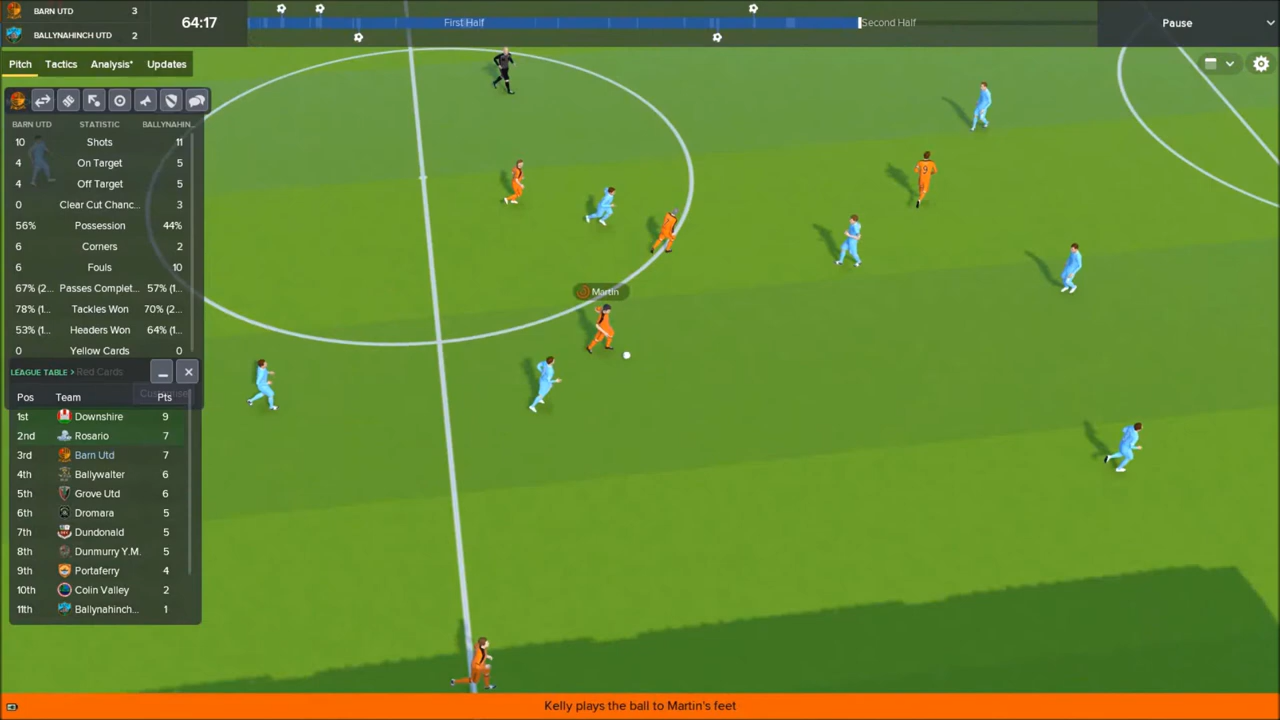 BARN UTD 3
BALLYNAHINCH UTD 2
64:17
First Half
Second Half
Pause
Pitch Tactics Analysis* Updates
BARN UTD STATISTIC BALLYNAHIN...
10 Shots 11
4 On Target 5
4 Off Target 5
0 Clear Cut Chanc... 3
56% Possession 44%
6 Corners 2
6 Fouls 10
67% (2... Passes Complet... 57% (1...
78% (1... Tackles Won 70% (2...
53% (1... Headers Won 64% (1...
0 Yellow Cards 0
LEAGUE TABLE > Red Cards
Customise
Pos Team Pts
1st Downshire 9
2nd Rosario 7
3rd Barn Utd 7
4th Ballywalter 6
5th Grove Utd 6
6th Dromara 5
7th Dundonald 5
8th Dunmurry Y.M. 5
9th Portaferry 4
10th Colin Valley 2
11th Ballynahinch... 1
9
Martin
Kelly plays the ball to Martin's feet